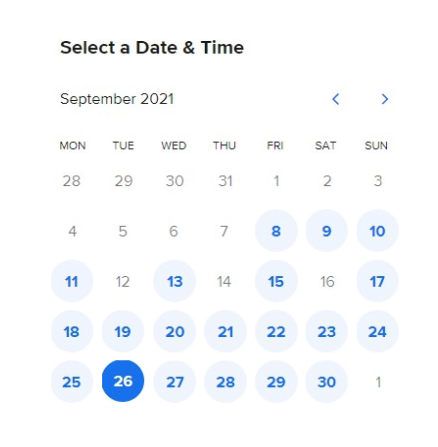 Select a Date & Time
September 2021
MON TUE WED THU FRI SAT SUN
28 29 30 31 1 2 3
4 5 6 7 8 9 10
11 12 13 14 15 16 17
18 19 20 21 22 23 24
25 26 27 28 29 30 1